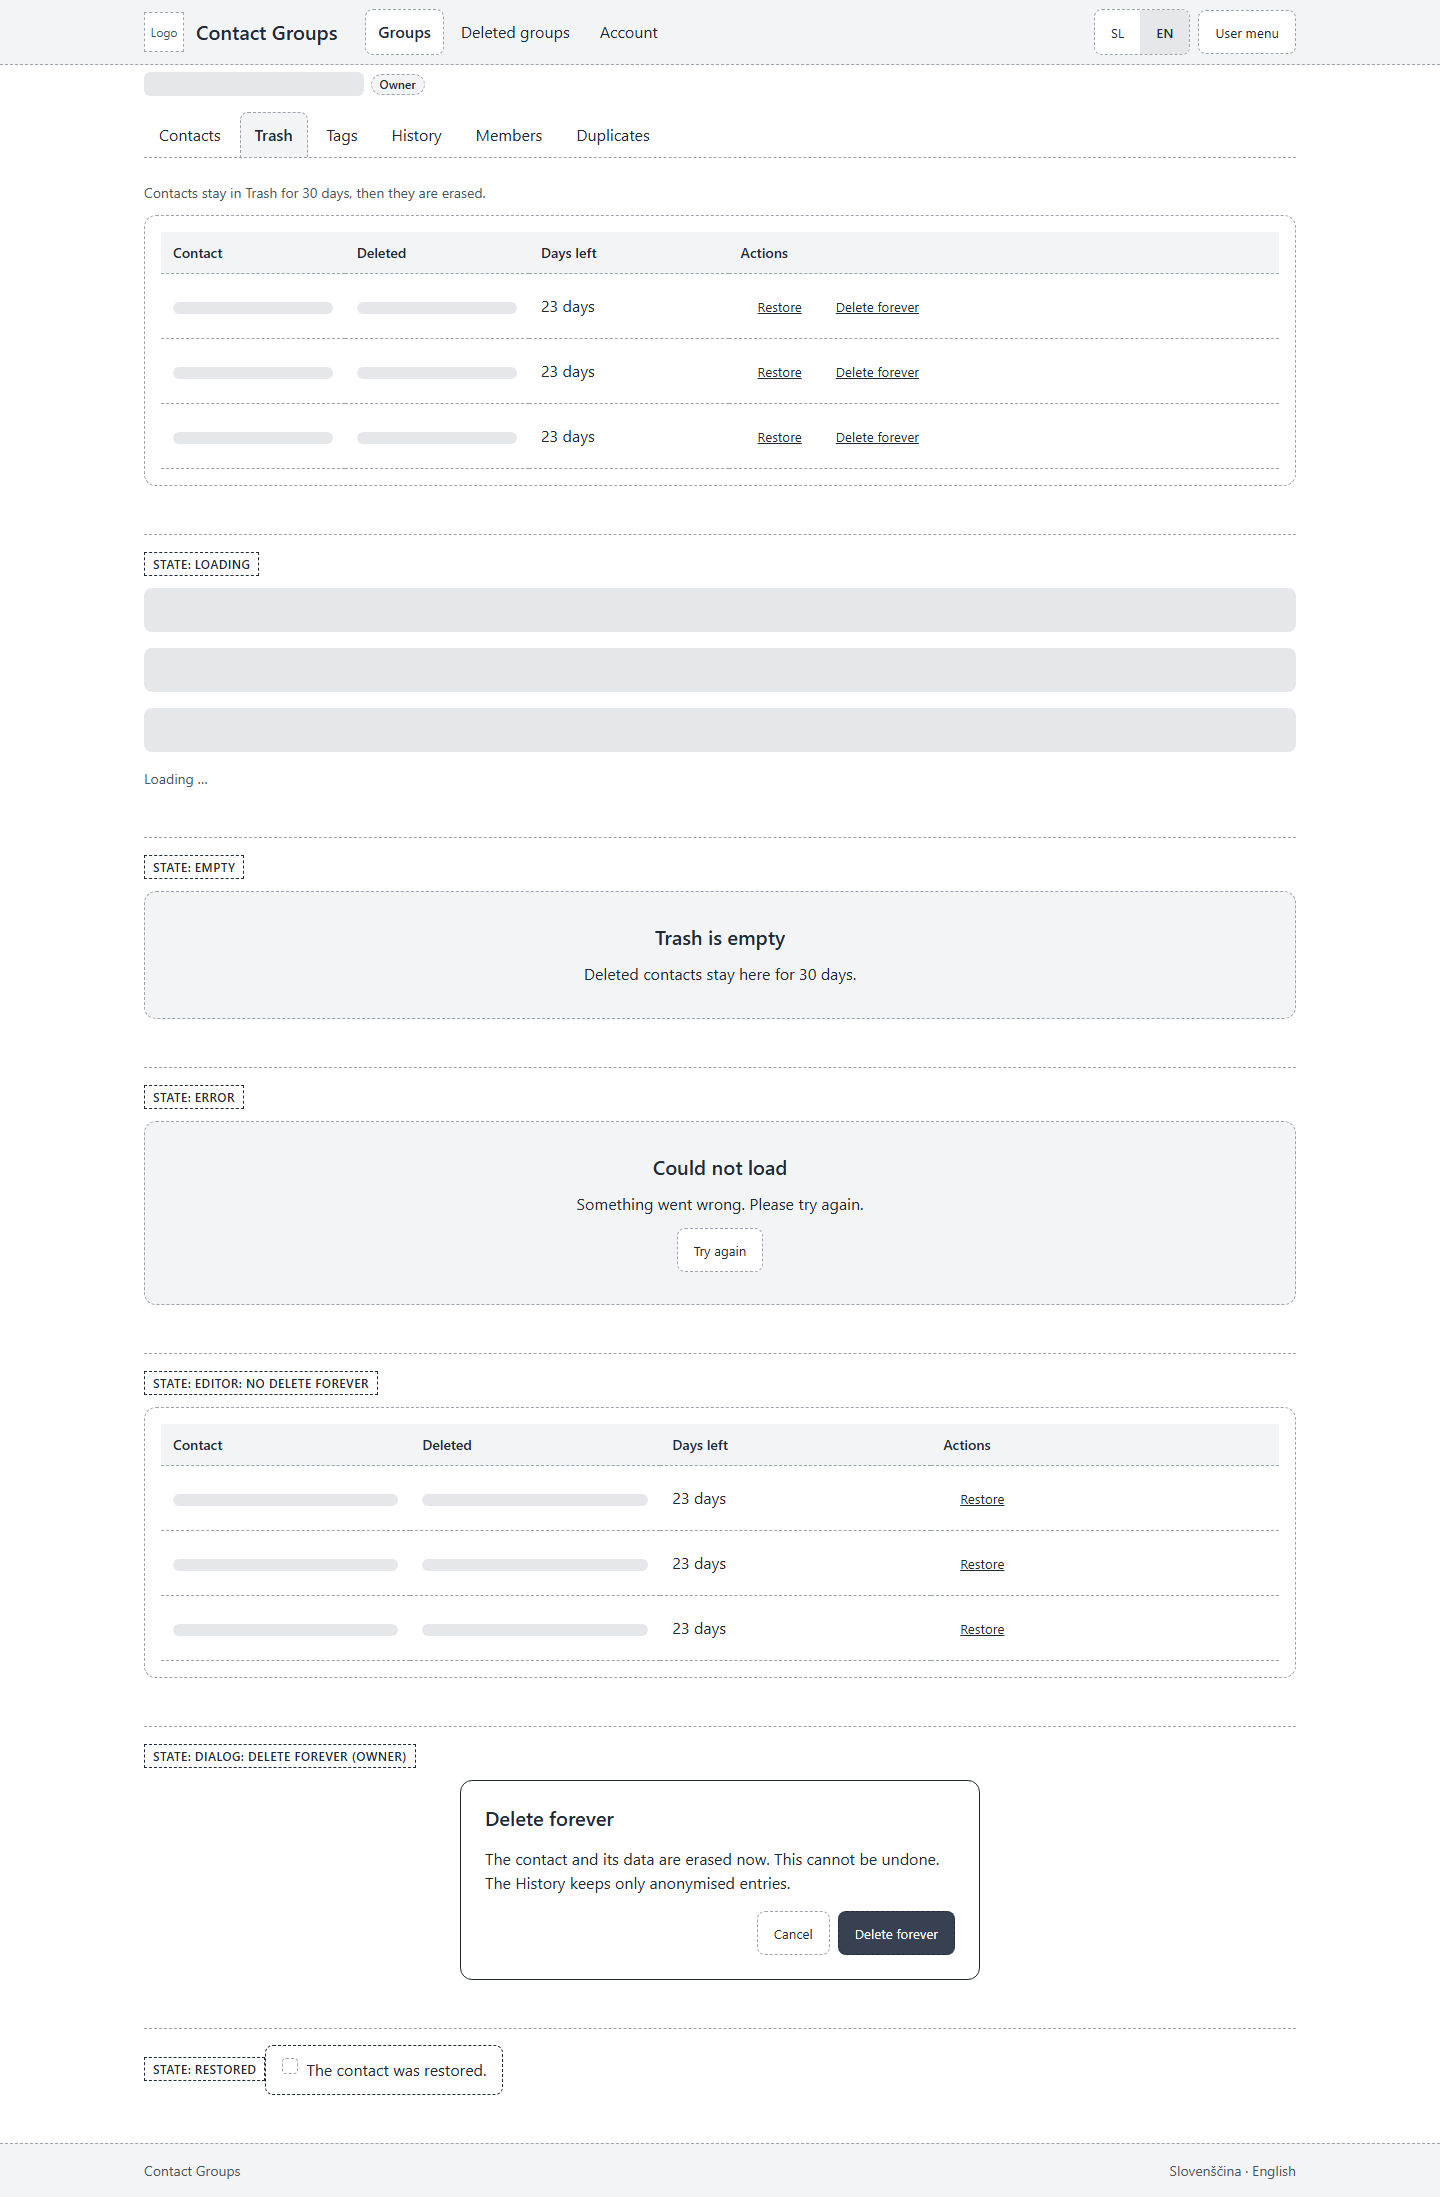 Logo Contact Groups Groups Deleted groups Account SL EN User menu
Owner
Contacts Trash Tags History Members Duplicates
Contacts stay in Trash for 30 days, then they are erased.
Contact Deleted Days left Actions
23 days Restore Delete forever
23 days Restore Delete forever
23 days Restore Delete forever
STATE: LOADING
Loading ...
STATE: EMPTY
Trash is empty
Deleted contacts stay here for 30 days.
STATE: ERROR
Could not load
Something went wrong. Please try again.
Try again
STATE: EDITOR: NO DELETE FOREVER
Contact Deleted Days left Actions
23 days Restore
23 days Restore
23 days Restore
STATE: DIALOG: DELETE FOREVER (OWNER)
Delete forever
The contact and its data are erased now. This cannot be undone.
The History keeps only anonymised entries.
Cancel Delete forever
STATE: RESTORED The contact was restored.
Contact Groups Slovenščina · English